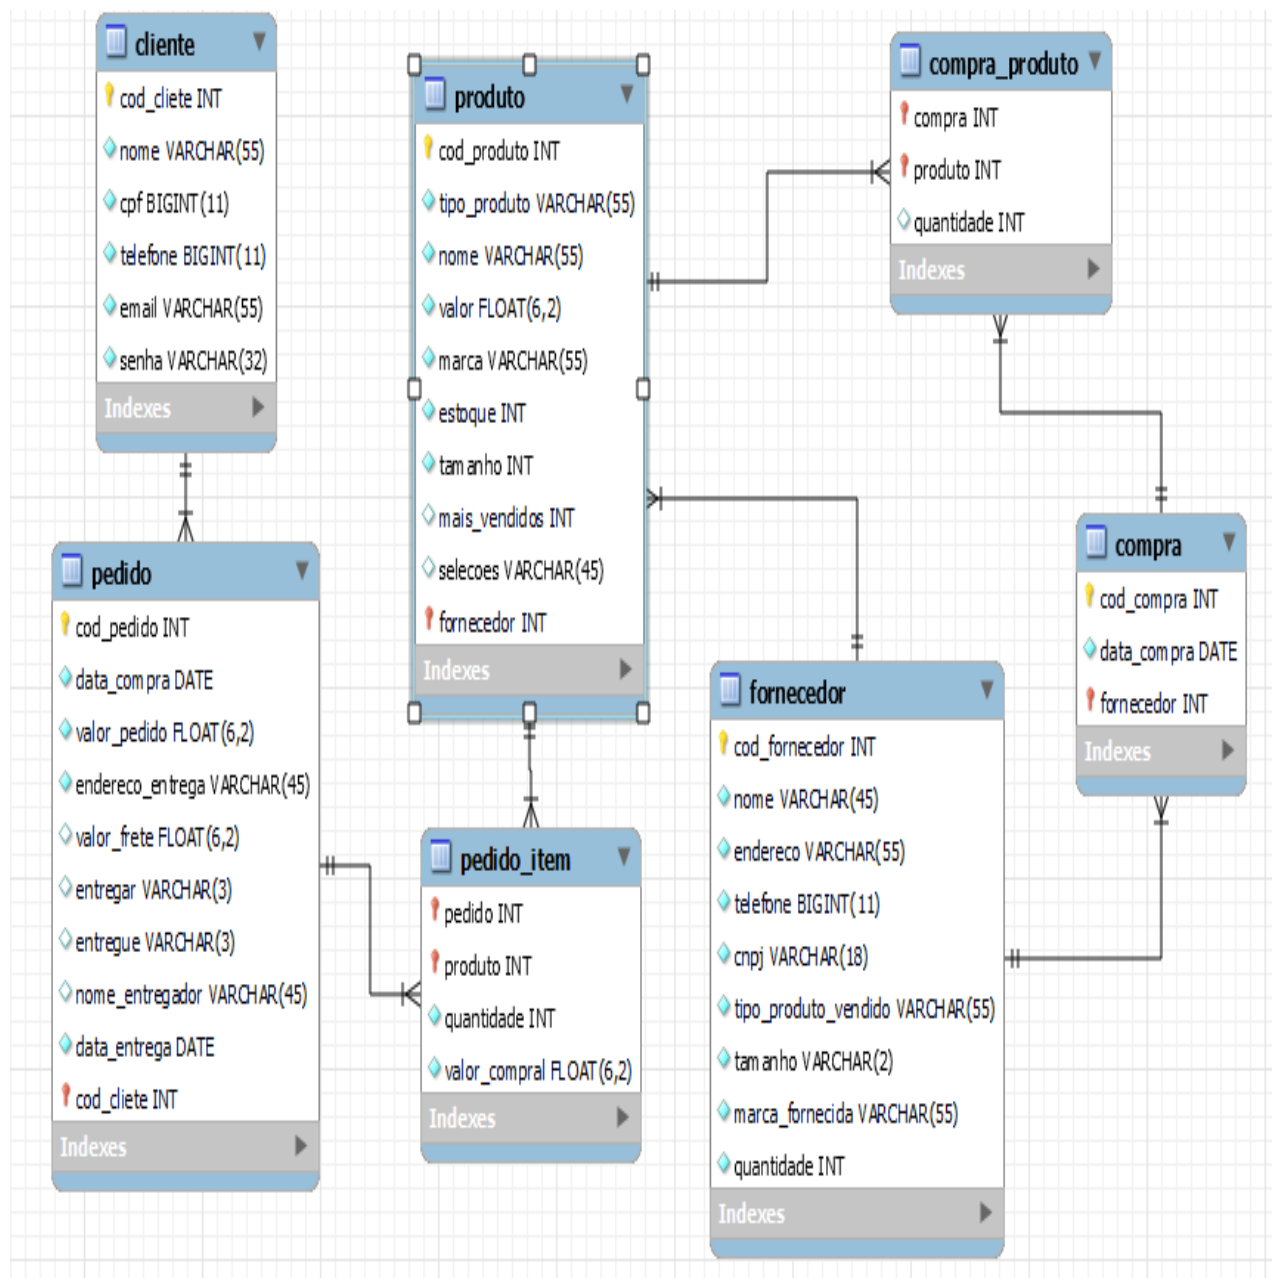 cliente
cod_cliete INT
nome VARCHAR(55)
cpf BIGINT(11)
telefone BIGINT(11)
email VARCHAR(55)
senha VARCHAR(32)
Indexes
produto
cod_produto INT
tipo_produto VARCHAR(55)
nome VARCHAR(55)
valor FLOAT(6,2)
marca VARCHAR(55)
estoque INT
tamanho INT
mais_vendidos INT
selecoes VARCHAR(45)
fornecedor INT
Indexes
compra_produto
compra INT
produto INT
quantidade INT
Indexes
pedido
cod_pedido INT
data_compra DATE
valor_pedido FLOAT(6,2)
endereco_entrega VARCHAR(45)
valor_frete FLOAT(6,2)
entregar VARCHAR(3)
entregue VARCHAR(3)
nome_entregador VARCHAR(45)
data_entrega DATE
cod_cliete INT
Indexes
pedido_item
pedido INT
produto INT
quantidade INT
valor_compral FLOAT(6,2)
Indexes
fornecedor
cod_fornecedor INT
nome VARCHAR(45)
endereco VARCHAR(55)
telefone BIGINT(11)
cnpj VARCHAR(18)
tipo_produto_vendido VARCHAR(55)
tamanho VARCHAR(2)
marca_fornecida VARCHAR(55)
quantidade INT
Indexes
compra
cod_compra INT
data_compra DATE
fornecedor INT
Indexes